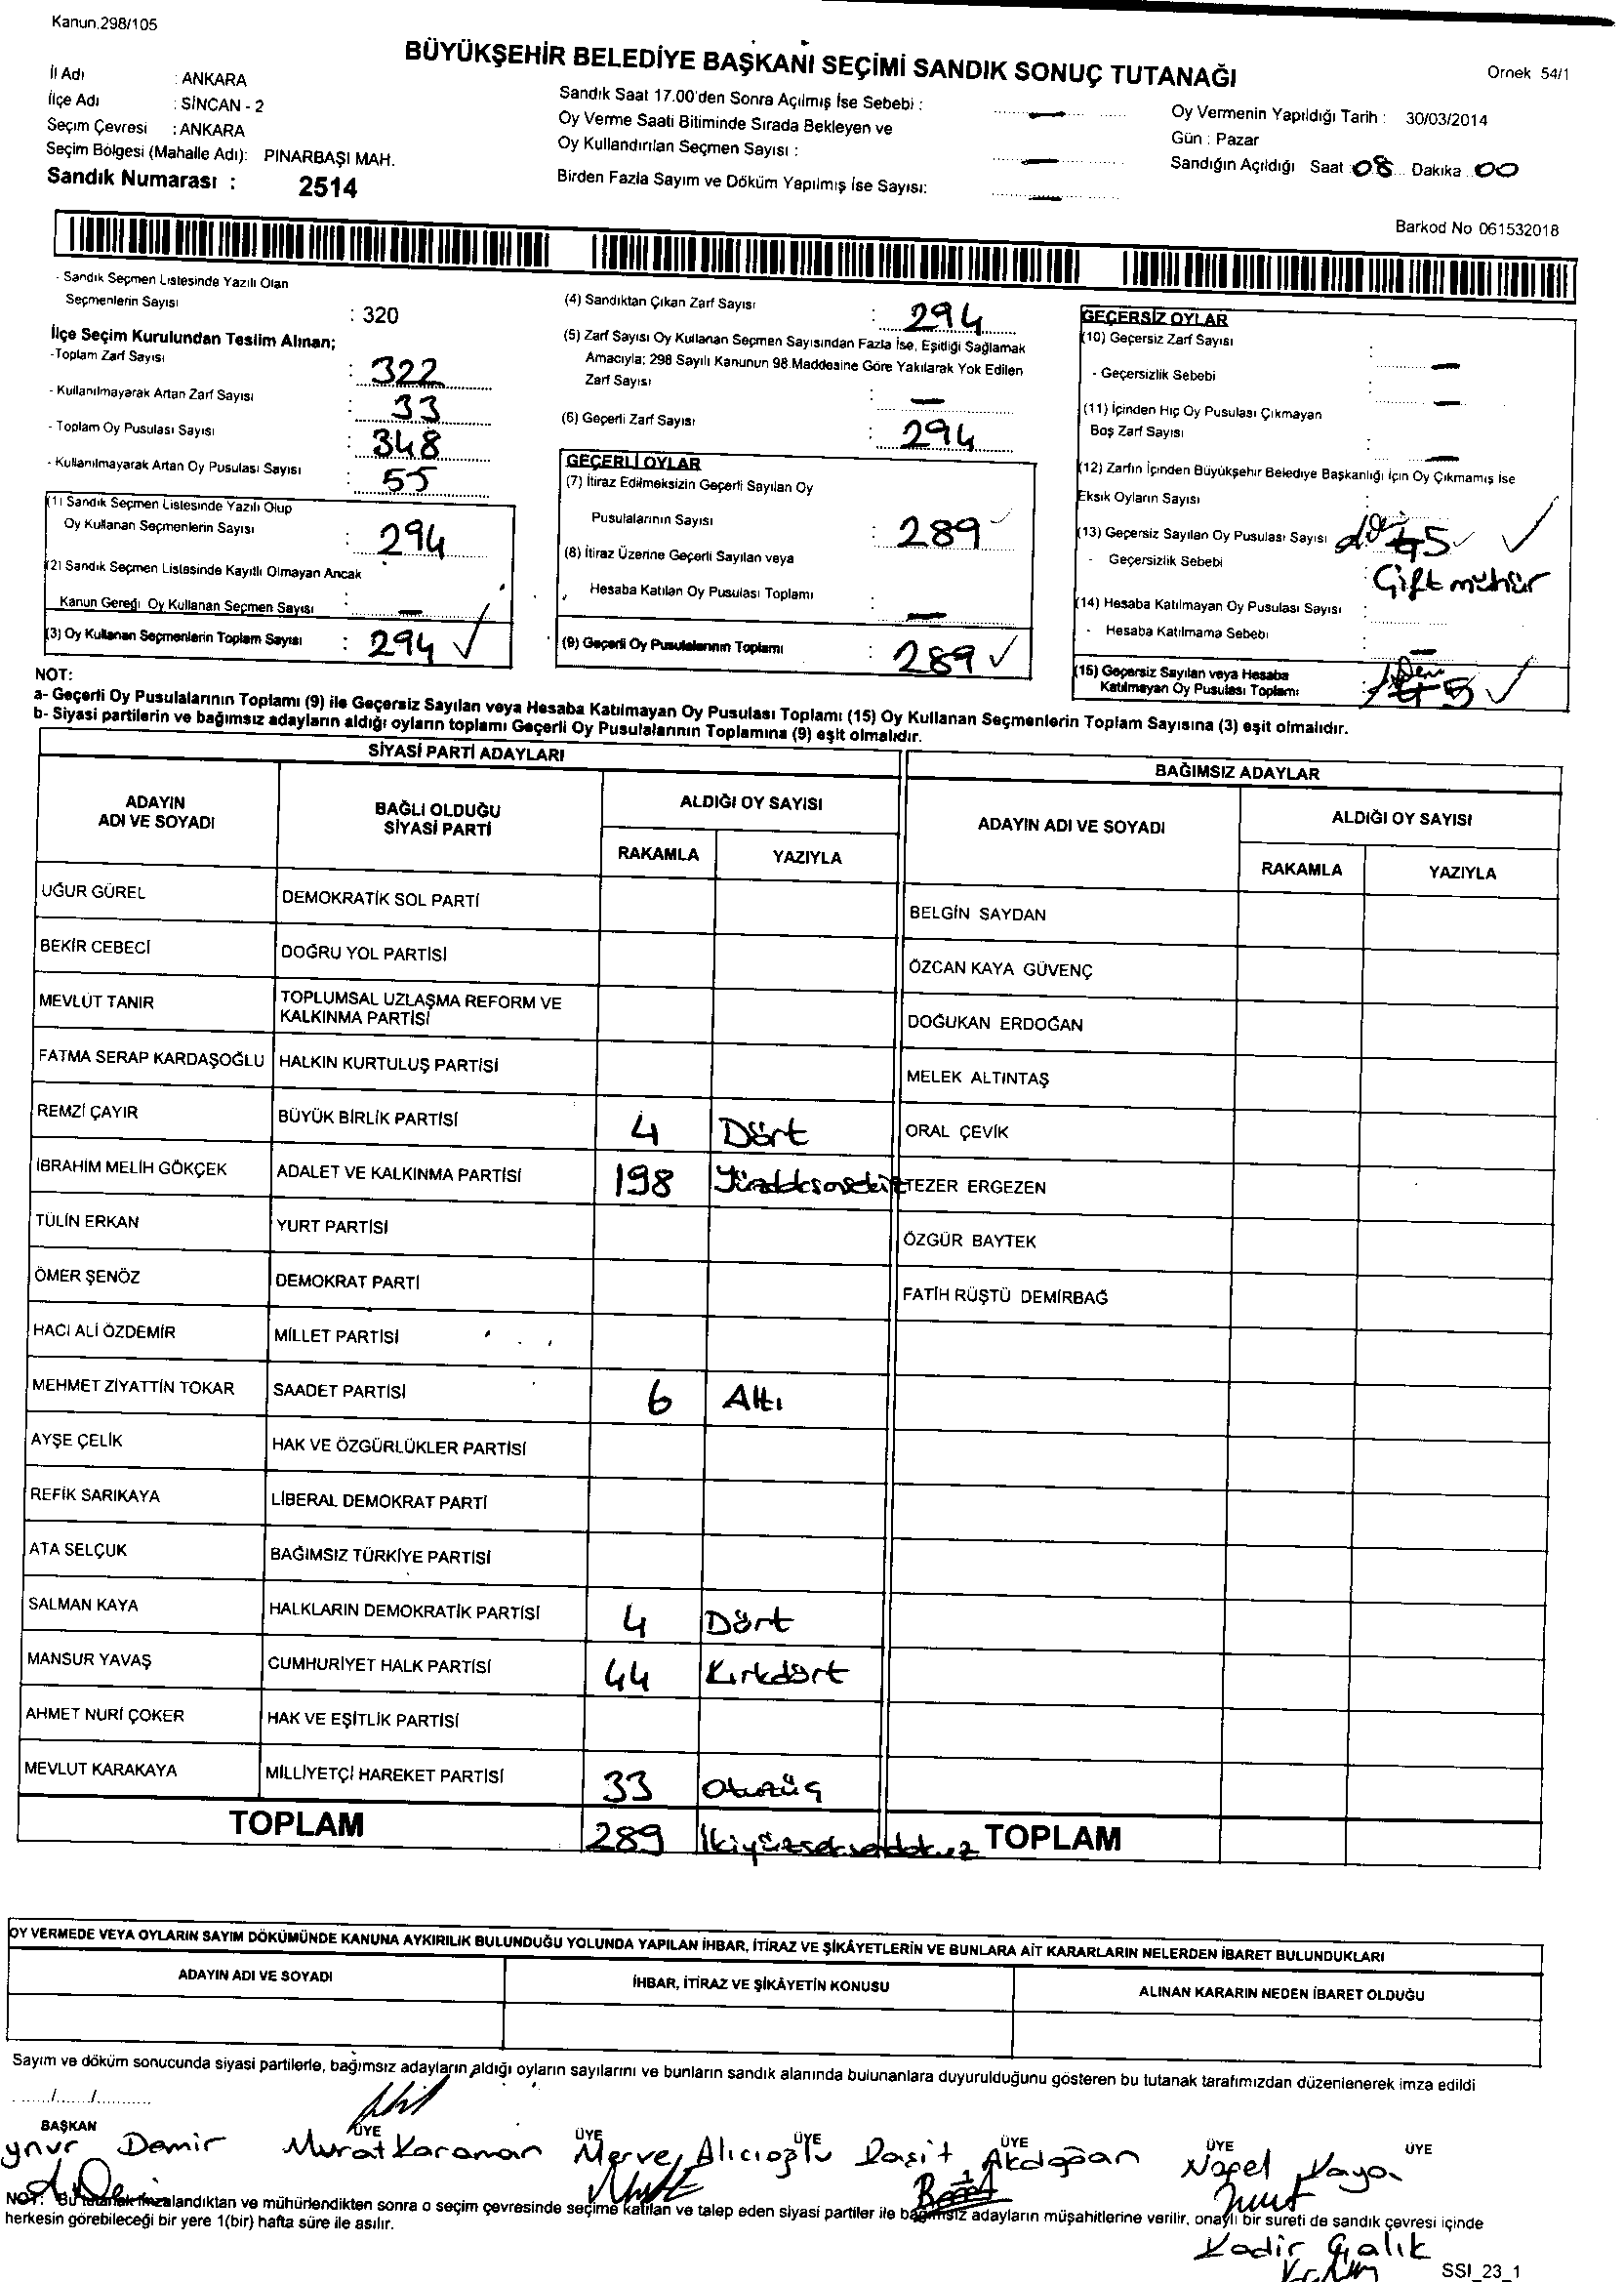 Kanun.298/105
BÜYÜKŞEHİR BELEDİYE BAŞKANI SEÇİMİ SANDIK SONUÇ TUTANAĞI
Ornek 54/1
İl Adı : ANKARA
İlçe Adı : SİNCAN - 2
Seçım Çevresi : ANKARA
Seçim Bölgesi (Mahalle Adı): PINARBAŞI MAH.
Sandık Numarası : 2514
Sandık Saat 17.00'den Sonra Açılmış İse Sebebi : —
Oy Verme Saati Bitiminde Sırada Bekleyen ve
Oy Kullandırılan Seçmen Sayısı : —
Birden Fazla Sayım ve Döküm Yapılmış İse Sayısı: —
Oy Vermenin Yapıldığı Tarih : 30/03/2014
Gün : Pazar
Sandığın Açıldığı Saat 08 Dakika 00
Barkod No 061532018
- Sandık Seçmen Listesinde Yazılı Olan
Seçmenlerin Sayısı : 320
İlçe Seçim Kurulundan Teslim Alınan;
-Toplam Zarf Sayısı : 322
- Kullanılmayarak Artan Zarf Sayısı : 33
- Toplam Oy Pusulası Sayısı : 348
- Kullanılmayarak Artan Oy Pusulası Sayısı : 55
(1) Sandık Seçmen Listesinde Yazılı Olup
Oy Kullanan Seçmenlerin Sayısı : 294
(2) Sandık Seçmen Listesinde Kayıtlı Olmayan Ancak
Kanun Gereği Oy Kullanan Seçmen Sayısı : —
(3) Oy Kullanan Seçmenlerin Toplam Sayısı : 294
(4) Sandıktan Çıkan Zarf Sayısı : 294
(5) Zarf Sayısı Oy Kullanan Seçmen Sayısından Fazla İse, Eşitliği Sağlamak
Amacıyla; 298 Sayılı Kanunun 98.Maddesine Göre Yakılarak Yok Edilen
Zarf Sayısı : —
(6) Geçerli Zarf Sayısı : 294
GEÇERLİ OYLAR
(7) İtiraz Edilmeksizin Geçerli Sayılan Oy
Pusulalarının Sayısı : 289
(8) İtiraz Üzerine Geçerli Sayılan veya
Hesaba Katılan Oy Pusulası Toplamı : —
(9) Geçerli Oy Pusulalarının Toplamı : 289
GEÇERSİZ OYLAR
(10) Geçersiz Zarf Sayısı : —
- Geçersizlik Sebebi : —
(11) İçinden Hiç Oy Pusulası Çıkmayan
Boş Zarf Sayısı : —
(12) Zarfın İçinden Büyükşehir Belediye Başkanlığı İçin Oy Çıkmamış İse
Eksik Oyların Sayısı :
(13) Geçersiz Sayılan Oy Pusulası Sayısı 5
- Geçersizlik Sebebi : Çift mühür
(14) Hesaba Katılmayan Oy Pusulası Sayısı : —
- Hesaba Katılmama Sebebi : —
(15) Geçersiz Sayılan veya Hesaba
Katılmayan Oy Pusulası Toplamı : 5
NOT:
a- Geçerli Oy Pusulalarının Toplamı (9) ile Geçersiz Sayılan veya Hesaba Katılmayan Oy Pusulası Toplamı (15) Oy Kullanan Seçmenlerin Toplam Sayısına (3) eşit olmalıdır.
b- Siyasi partilerin ve bağımsız adayların aldığı oyların toplamı Geçerli Oy Pusulalarının Toplamına (9) eşit olmalıdır.
SİYASİ PARTİ ADAYLARI
BAĞIMSIZ ADAYLAR
ADAYIN ADI VE SOYADI
BAĞLI OLDUĞU SİYASİ PARTİ
ALDIĞI OY SAYISI
RAKAMLA YAZIYLA
ADAYIN ADI VE SOYADI
ALDIĞI OY SAYISI
RAKAMLA YAZIYLA
UĞUR GÜREL DEMOKRATİK SOL PARTİ BELGİN SAYDAN
BEKİR CEBECİ DOĞRU YOL PARTİSİ ÖZCAN KAYA GÜVENÇ
MEVLÜT TANIR TOPLUMSAL UZLAŞMA REFORM VE KALKINMA PARTİSİ DOĞUKAN ERDOĞAN
FATMA SERAP KARDAŞOĞLU HALKIN KURTULUŞ PARTİSİ MELEK ALTINTAŞ
REMZİ ÇAYIR BÜYÜK BİRLİK PARTİSİ 4 Dört ORAL ÇEVİK
İBRAHİM MELİH GÖKÇEK ADALET VE KALKINMA PARTİSİ 198 TEZER ERGEZEN
TÜLİN ERKAN YURT PARTİSİ ÖZGÜR BAYTEK
ÖMER ŞENÖZ DEMOKRAT PARTİ FATİH RÜŞTÜ DEMİRBAĞ
HACI ALİ ÖZDEMİR MİLLET PARTİSİ
MEHMET ZİYATTİN TOKAR SAADET PARTİSİ 6 Altı
AYŞE ÇELİK HAK VE ÖZGÜRLÜKLER PARTİSİ
REFİK SARIKAYA LİBERAL DEMOKRAT PARTİ
ATA SELÇUK BAĞIMSIZ TÜRKİYE PARTİSİ
SALMAN KAYA HALKLARIN DEMOKRATİK PARTİSİ 4 Dört
MANSUR YAVAŞ CUMHURİYET HALK PARTİSİ 44 Kırkdört
AHMET NURİ ÇOKER HAK VE EŞİTLİK PARTİSİ
MEVLUT KARAKAYA MİLLİYETÇİ HAREKET PARTİSİ 33 otuzüç
TOPLAM 289 İkiyüzseksendokuz TOPLAM
OY VERMEDE VEYA OYLARIN SAYIM DÖKÜMÜNDE KANUNA AYKIRILIK BULUNDUĞU YOLUNDA YAPILAN İHBAR, İTİRAZ VE ŞİKÂYETLERİN VE BUNLARA AİT KARARLARIN NELERDEN İBARET BULUNDUKLARI
ADAYIN ADI VE SOYADI İHBAR, İTİRAZ VE ŞİKÂYETİN KONUSU ALINAN KARARIN NEDEN İBARET OLDUĞU
Sayım ve döküm sonucunda siyasi partilerle, bağımsız adayların aldığı oyların sayılarını ve bunların sandık alanında bulunanlara duyurulduğunu gösteren bu tutanak tarafımızdan düzenlenerek imza edildi
....../....../............
BAŞKAN ÜYE ÜYE ÜYE ÜYE ÜYE ÜYE
ynur Demir Murat Karaman Merve Alıcıoğlu Raşit Akdoğan Nagel Kaya
NOT: Bu tutanak imzalandıktan ve mühürlendikten sonra o seçim çevresinde seçime katılan ve talep eden siyasi partiler ile bağımsız adayların müşahitlerine verilir, onaylı bir sureti de sandık çevresi içinde
herkesin görebileceği bir yere 1(bir) hafta süre ile asılır.
Kadir Çalık
SSI_23_1